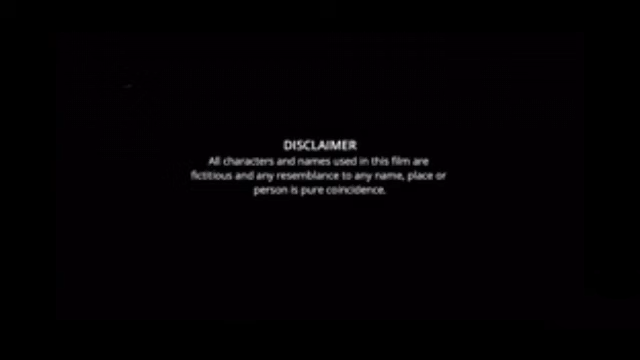 DISCLAIMER
All characters and names used in this film are
fictitious and any resemblance to any name, place or
person is pure coincidence.